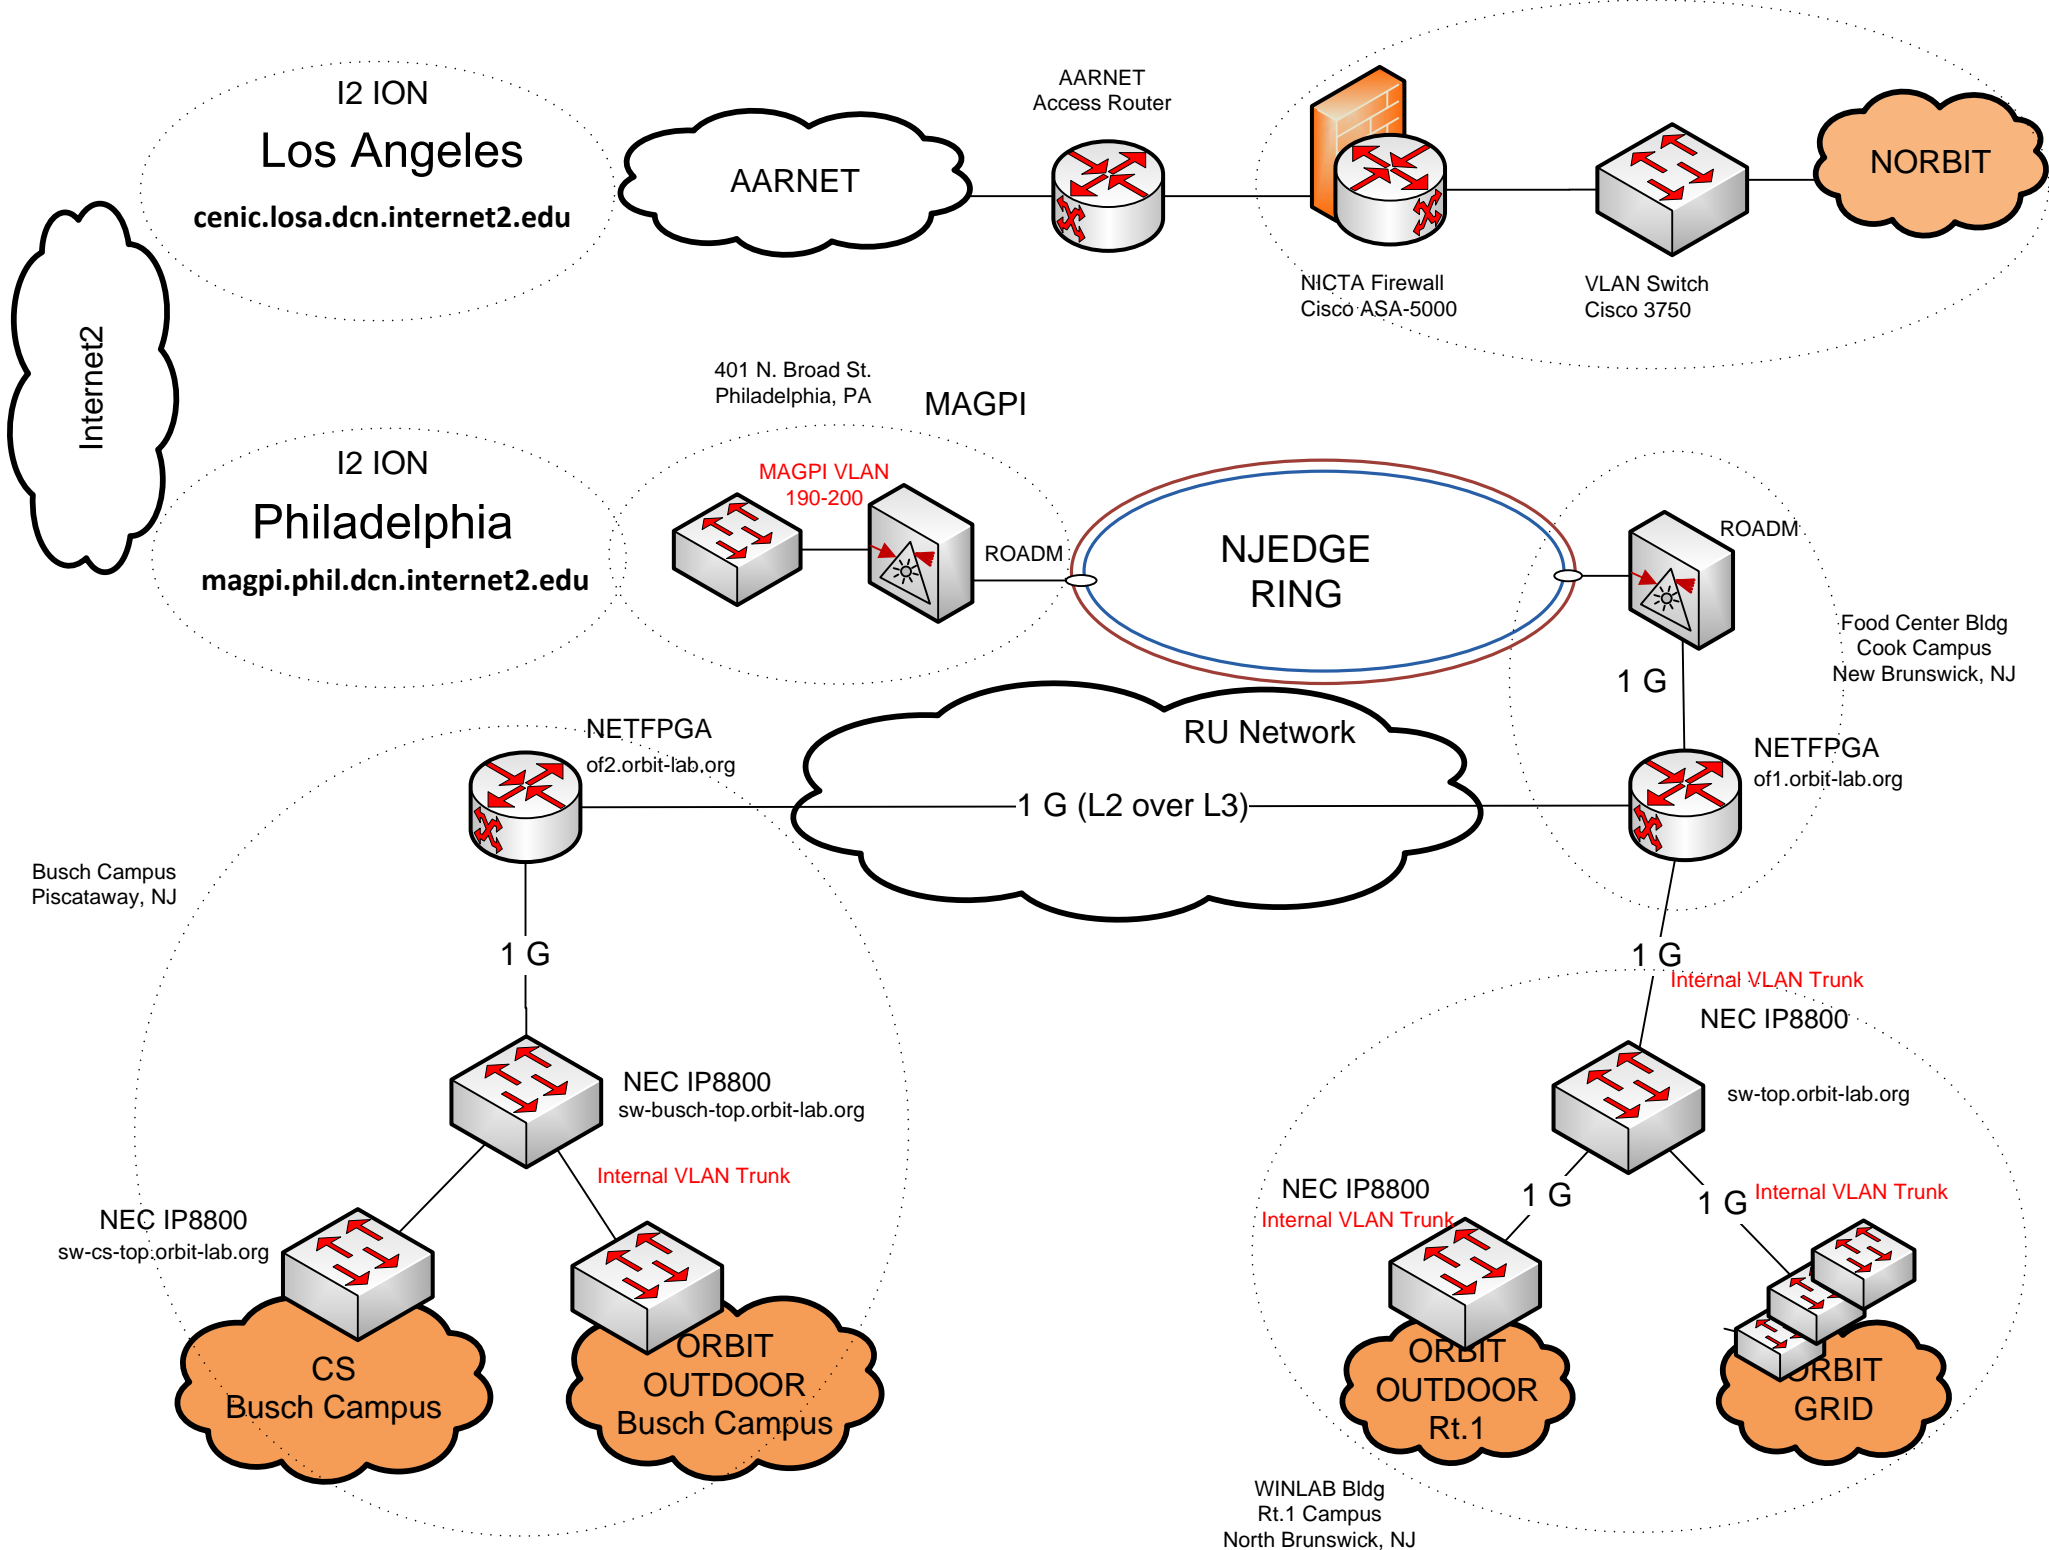 I2 ION
Los Angeles
cenic.losa.dcn.internet2.edu
AARNET
AARNET
Access Router
NICTA Firewall
Cisco ASA-5000
VLAN Switch
Cisco 3750
NORBIT
Internet2
I2 ION
Philadelphia
magpi.phil.dcn.internet2.edu
401 N. Broad St.
Philadelphia, PA
MAGPI
MAGPI VLAN
190-200
ROADM
NJEDGE
RING
ROADM
Food Center Bldg
Cook Campus
New Brunswick, NJ
1 G
NETFPGA
of2.orbit-lab.org
RU Network
1 G (L2 over L3)
NETFPGA
of1.orbit-lab.org
Busch Campus
Piscataway, NJ
1 G
1 G
Internal VLAN Trunk
NEC IP8800
sw-top.orbit-lab.org
NEC IP8800
sw-busch-top.orbit-lab.org
Internal VLAN Trunk
NEC IP8800
sw-cs-top.orbit-lab.org
CS
Busch Campus
ORBIT
OUTDOOR
Busch Campus
NEC IP8800
Internal VLAN Trunk
1 G
1 G
Internal VLAN Trunk
ORBIT
OUTDOOR
Rt.1
ORBIT
GRID
WINLAB Bldg
Rt.1 Campus
North Brunswick, NJ